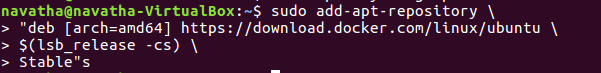 navatha@navatha-VirtualBox:~$ sudo add-apt-repository \
> "deb [arch=amd64] https://download.docker.com/linux/ubuntu \
> $(lsb_release -cs) \
> Stable"s